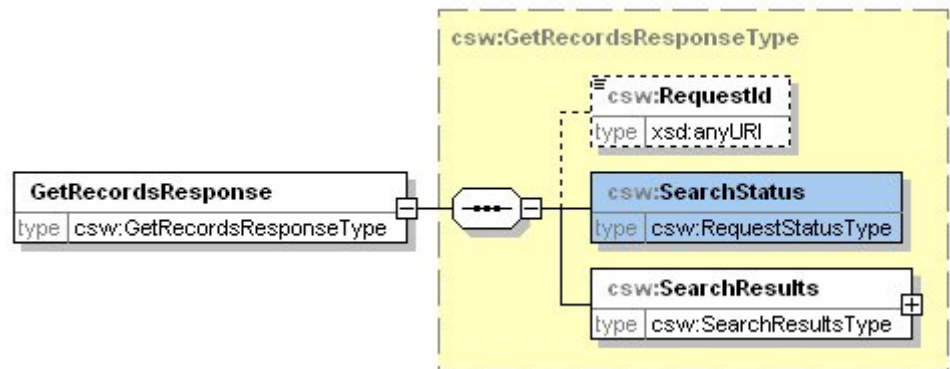 csw:GetRecordsResponseType
csw:RequestId
type xsd:anyURI
GetRecordsResponse
type csw:GetRecordsResponseType
csw:SearchStatus
type csw:RequestStatusType
csw:SearchResults
type csw:SearchResultsType